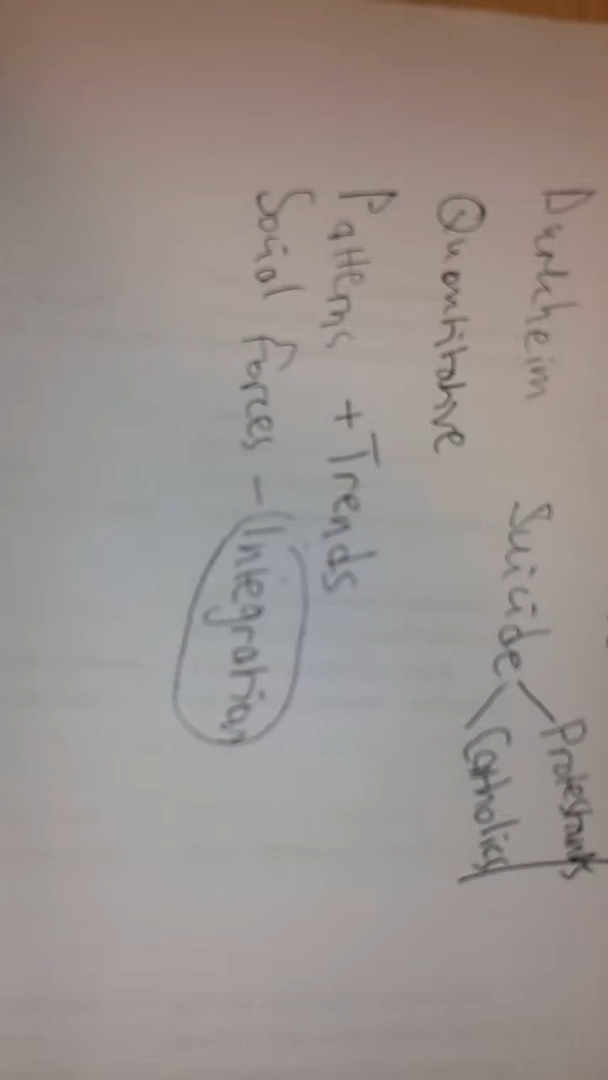 Durkheim Suicide < Protestants
Catholics
Quantitative
Patterns + Trends
Social Forces - Integration